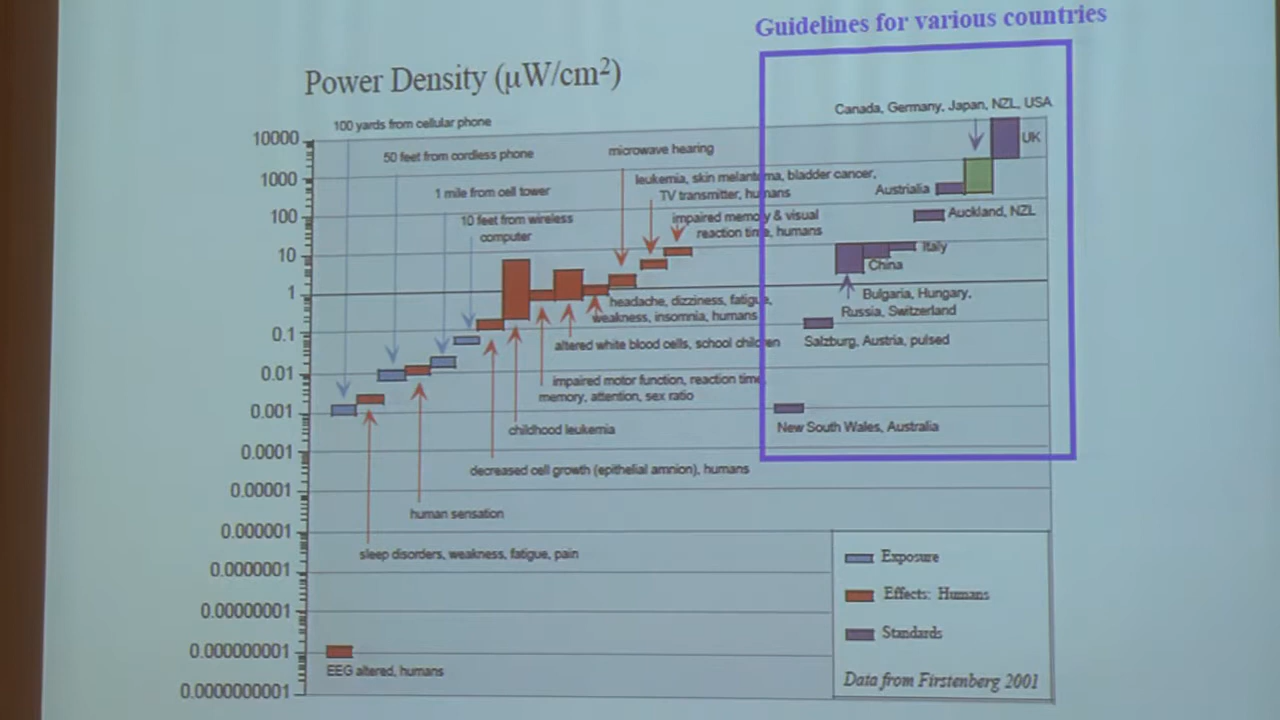 Guidelines for various countries
Power Density (µW/cm²)
Canada, Germany, Japan, NZL, USA
100 yards from cellular phone
10000
UK
50 feet from cordless phone
microwave hearing
1000
leukemia, skin melanoma, bladder cancer,
TV transmitter, humans
1 mile from cell tower
Austrialia
100
10 feet from wireless
computer
impaired memory & visual
reaction time, humans
Auckland, NZL
10
Italy
China
1
headache, dizziness, fatigue,
weakness, insomnia, humans
Bulgaria, Hungary,
Russia, Switzerland
0.1
altered white blood cells, school children
Salzburg, Austria, pulsed
0.01
impaired motor function, reaction time,
memory, attention, sex ratio
0.001
childhood leukemia
New South Wales, Australia
0.0001
decreased cell growth (epithelial amnion), humans
0.00001
human sensation
0.000001
sleep disorders, weakness, fatigue, pain
Exposure
0.0000001
Effects: Humans
0.00000001
Standards
0.000000001
EEG altered, humans
Data from Firstenberg 2001
0.0000000001